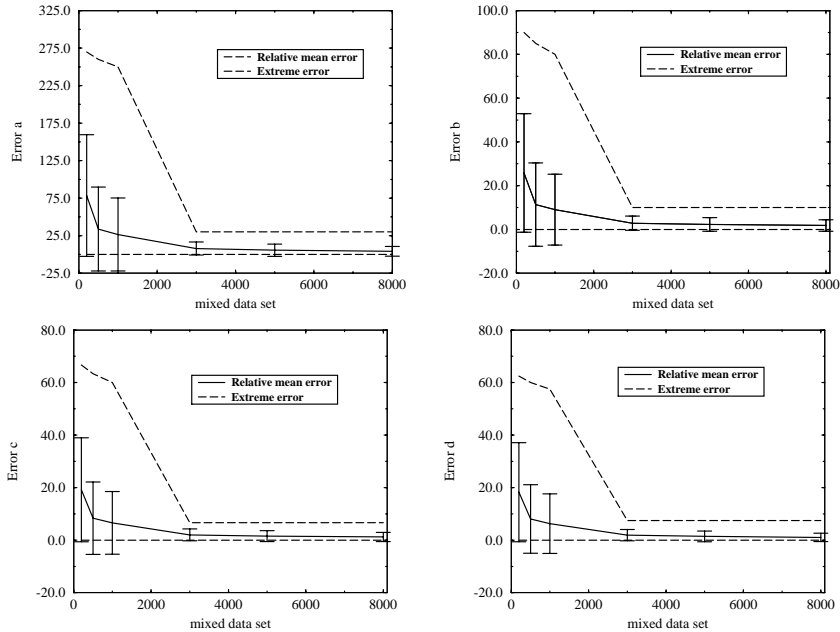 325.0
275.0
225.0
175.0
125.0
75.0
25.0
-25.0
Error a
Relative mean error
Extreme error
0 2000 4000 6000 8000
mixed data set
100.0
80.0
60.0
40.0
20.0
0.0
-20.0
Error b
Relative mean error
Extreme error
0 2000 4000 6000 8000
mixed data set
80.0
60.0
40.0
20.0
0.0
-20.0
Error c
Relative mean error
Extreme error
0 2000 4000 6000 8000
mixed data set
80.0
60.0
40.0
20.0
0.0
-20.0
Error d
Relative mean error
Extreme error
0 2000 4000 6000 8000
mixed data set